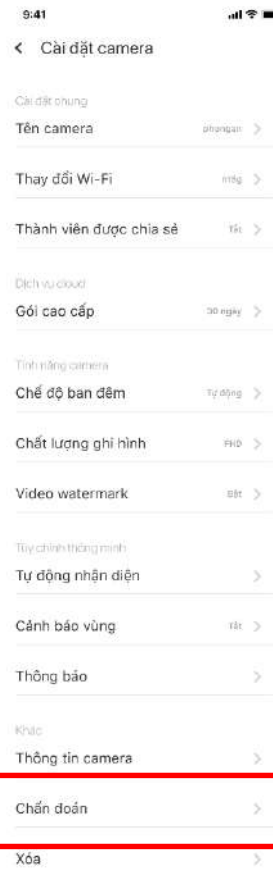 9:41
Cài đặt camera
Cài đặt chung
Tên camera phongan
Thay đổi Wi-Fi
Thành viên được chia sẻ Tắt
Dịch vụ cloud
Gói cao cấp 30 ngày
Tính năng camera
Chế độ ban đêm Tự động
Chất lượng ghi hình FHD
Video watermark Bật
Tùy chỉnh thông minh
Tự động nhận diện
Cảnh báo vùng Tắt
Thông báo
Khác
Thông tin camera
Chẩn đoán
Xóa